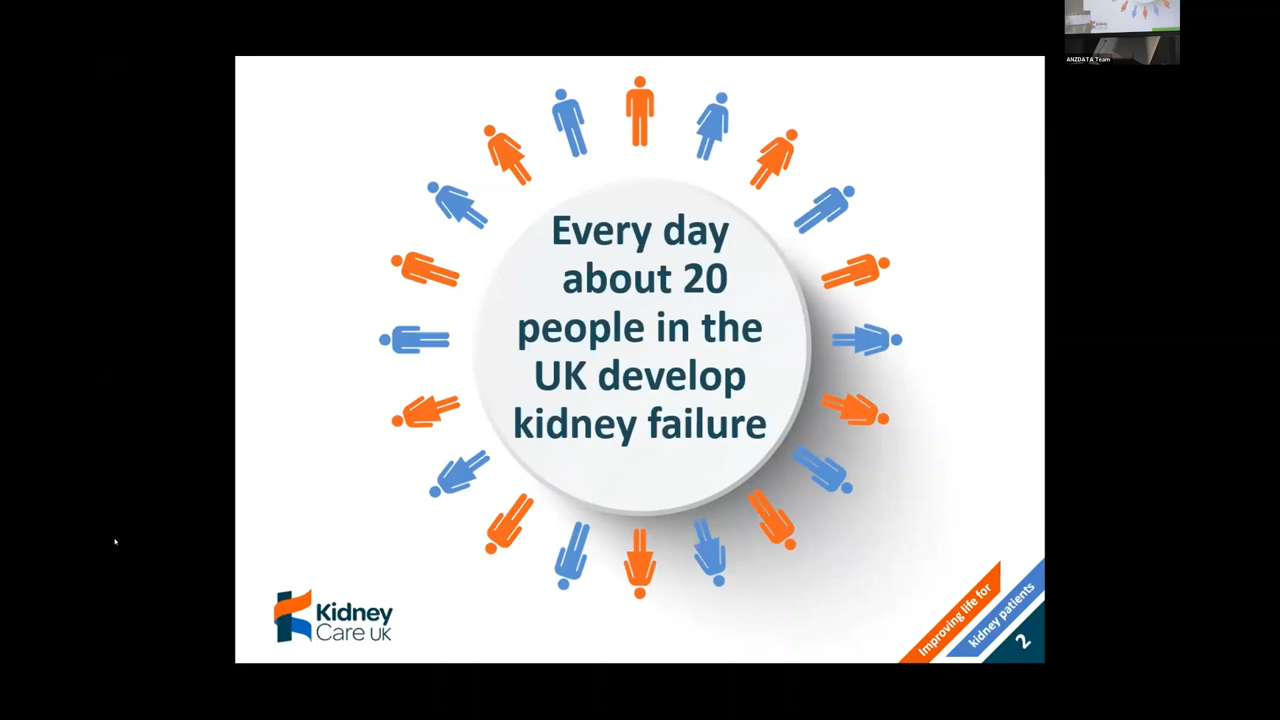 ANZDATA Team
Every day
about 20
people in the
UK develop
kidney failure
Kidney
Care UK
Improving life for
kidney patients
2